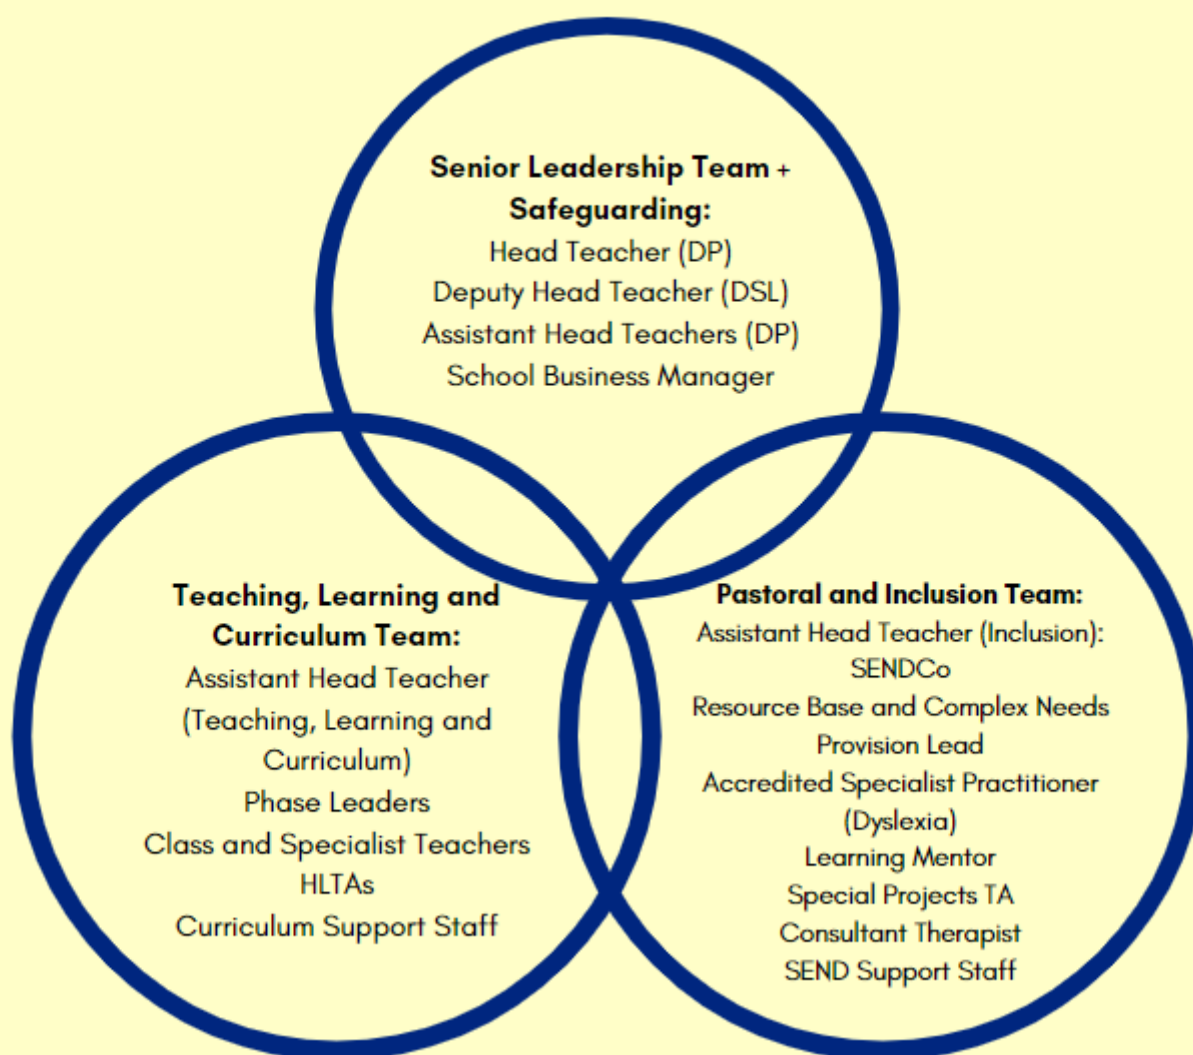 Senior Leadership Team +
Safeguarding:
Head Teacher (DP)
Deputy Head Teacher (DSL)
Assistant Head Teachers (DP)
School Business Manager
Teaching, Learning and
Curriculum Team:
Assistant Head Teacher
(Teaching, Learning and
Curriculum)
Phase Leaders
Class and Specialist Teachers
HLTAs
Curriculum Support Staff
Pastoral and Inclusion Team:
Assistant Head Teacher (Inclusion):
SENDCo
Resource Base and Complex Needs
Provision Lead
Accredited Specialist Practitioner
(Dyslexia)
Learning Mentor
Special Projects TA
Consultant Therapist
SEND Support Staff